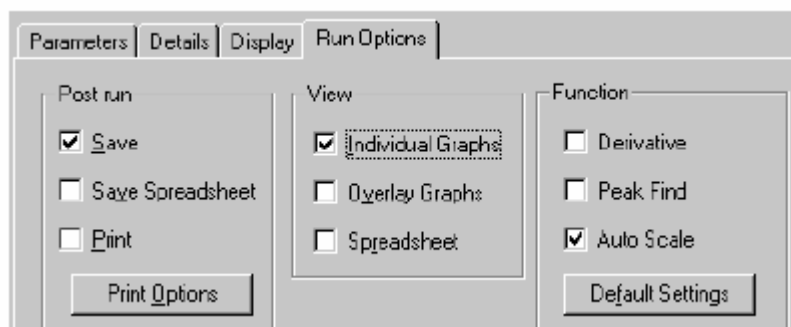 Parameters Details Display Run Options
Post run
Save
Save Spreadsheet
Print
Print Options
View
Individual Graphs
Overlay Graphs
Spreadsheet
Function
Derivative
Peak Find
Auto Scale
Default Settings